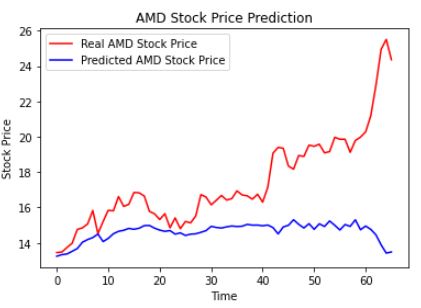 AMD Stock Price Prediction
Real AMD Stock Price
Predicted AMD Stock Price
Stock Price
26
24
22
20
18
16
14
0 10 20 30 40 50 60
Time